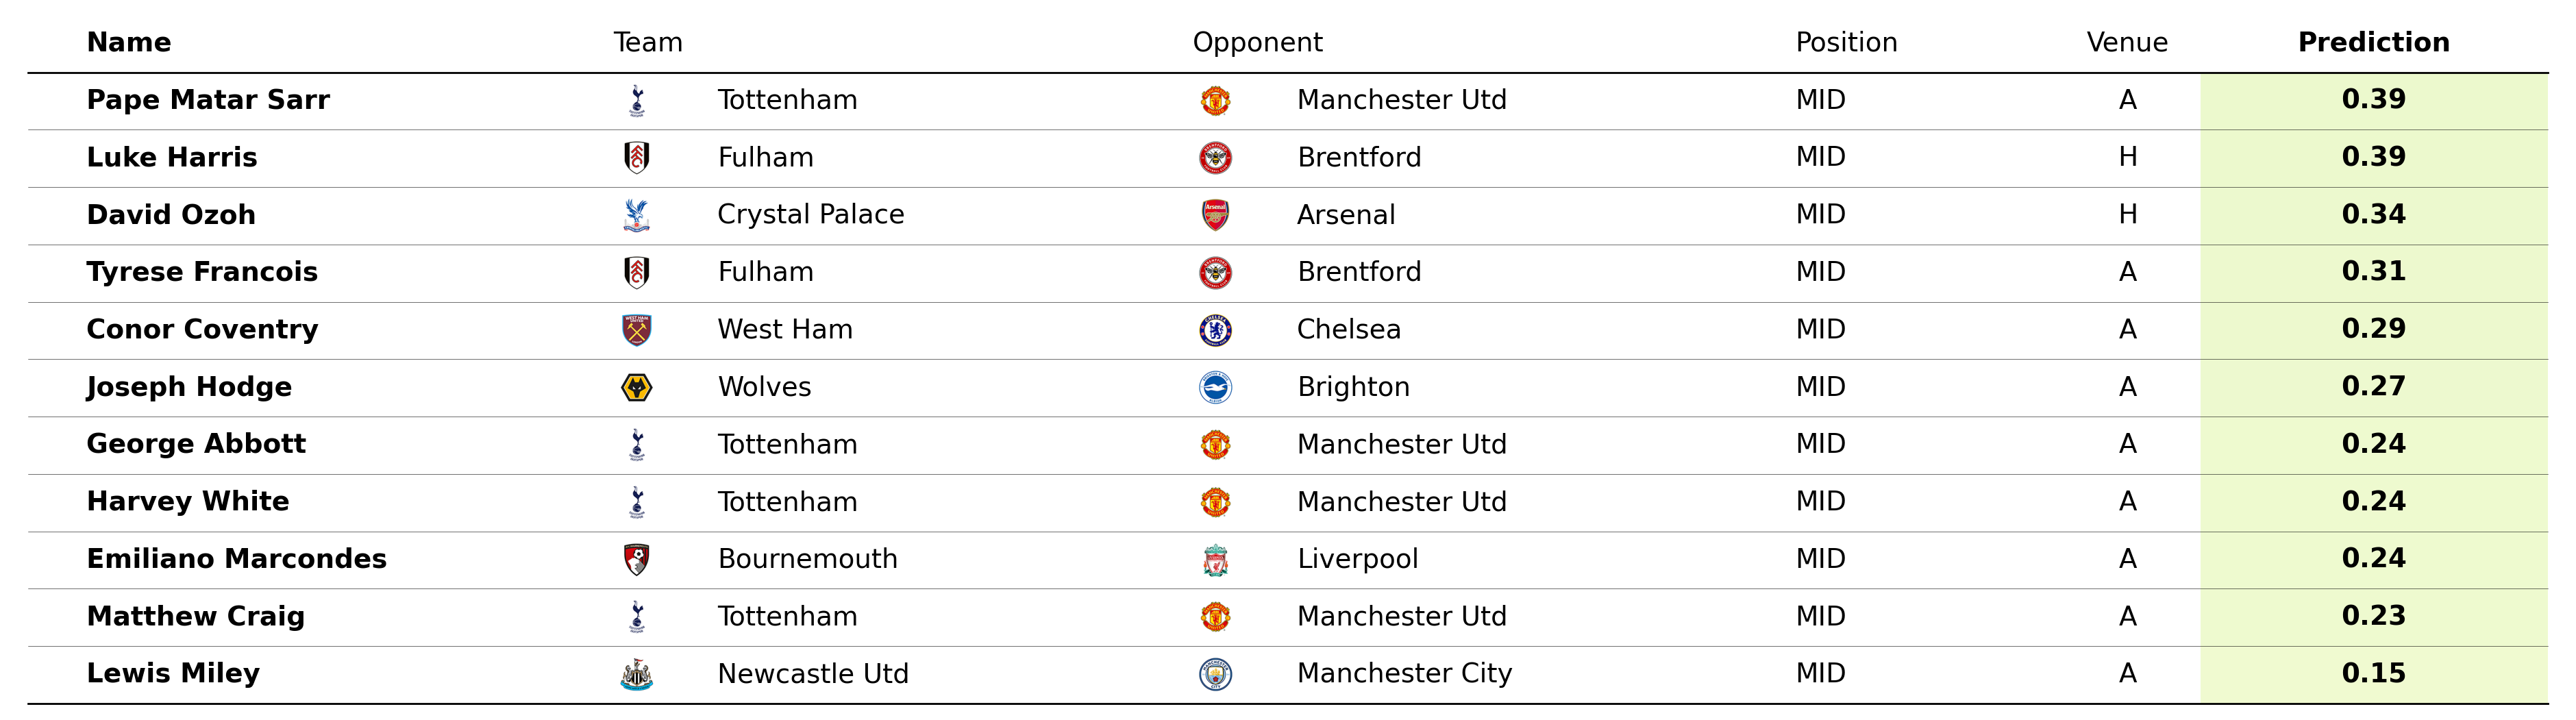 Name Team Opponent Position Venue Prediction
Pape Matar Sarr Tottenham Manchester Utd MID A 0.39
Luke Harris Fulham Brentford MID H 0.39
David Ozoh Crystal Palace Arsenal MID H 0.34
Tyrese Francois Fulham Brentford MID A 0.31
Conor Coventry West Ham Chelsea MID A 0.29
Joseph Hodge Wolves Brighton MID A 0.27
George Abbott Tottenham Manchester Utd MID A 0.24
Harvey White Tottenham Manchester Utd MID A 0.24
Emiliano Marcondes Bournemouth Liverpool MID A 0.24
Matthew Craig Tottenham Manchester Utd MID A 0.23
Lewis Miley Newcastle Utd Manchester City MID A 0.15